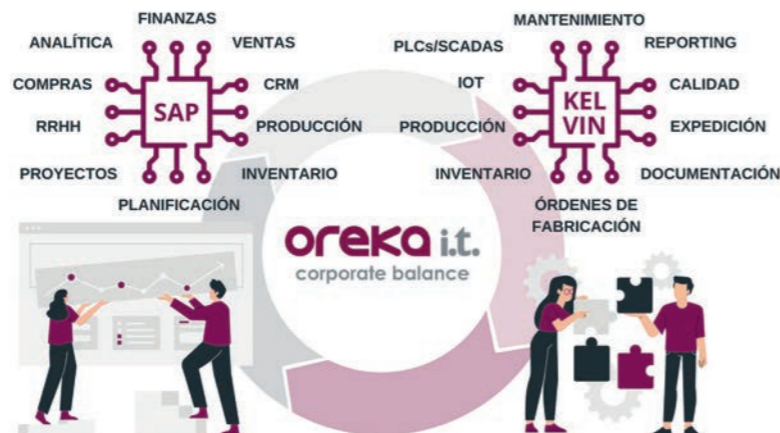 FINANZAS
ANALÍTICA
VENTAS
COMPRAS
CRM
SAP
RRHH
PRODUCCIÓN
PROYECTOS
INVENTARIO
PLANIFICACIÓN
MANTENIMIENTO
PLCs/SCADAS
REPORTING
IOT
CALIDAD
KEL
VIN
PRODUCCIÓN
EXPEDICIÓN
INVENTARIO
DOCUMENTACIÓN
ÓRDENES DE
FABRICACIÓN
oreka i.t.
corporate balance